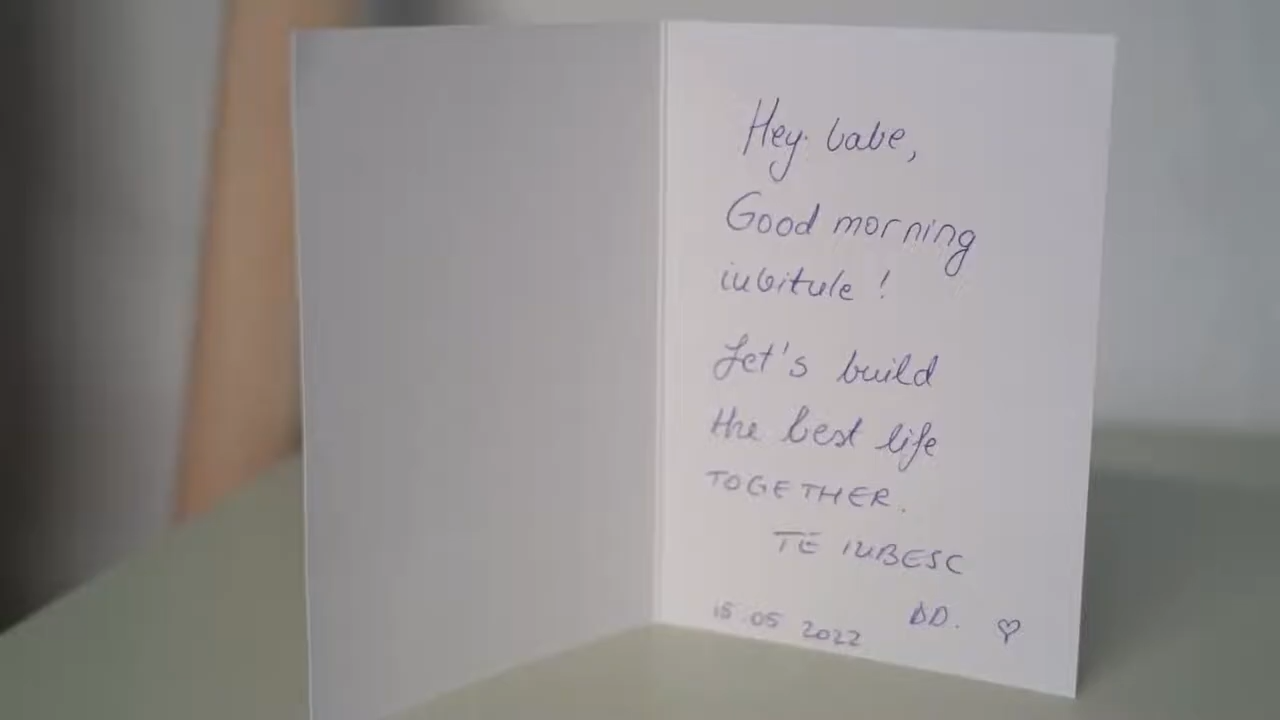 Hey babe,
Good morning
iubitule !
Let's build
the best life
TOGETHER.
TE IUBESC
DD. ♡
15.05 2022